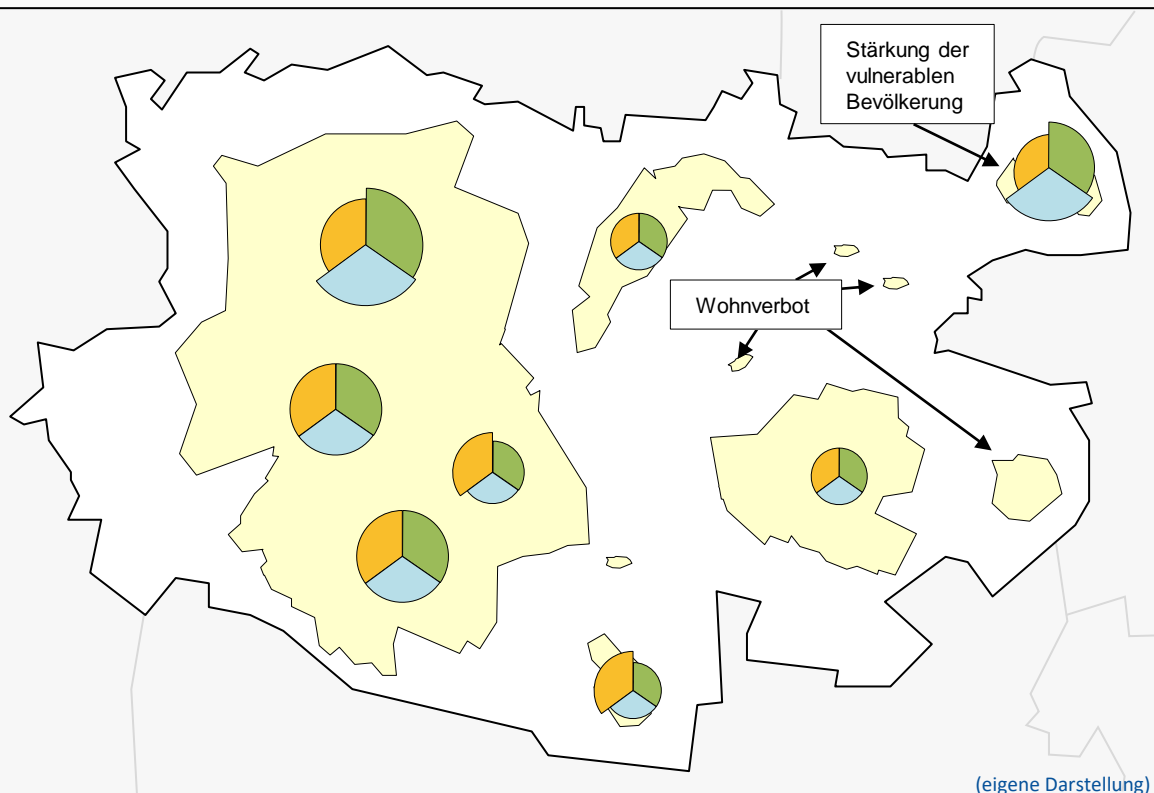 Stärkung der
vulnerablen
Bevölkerung
Wohnverbot
(eigene Darstellung)